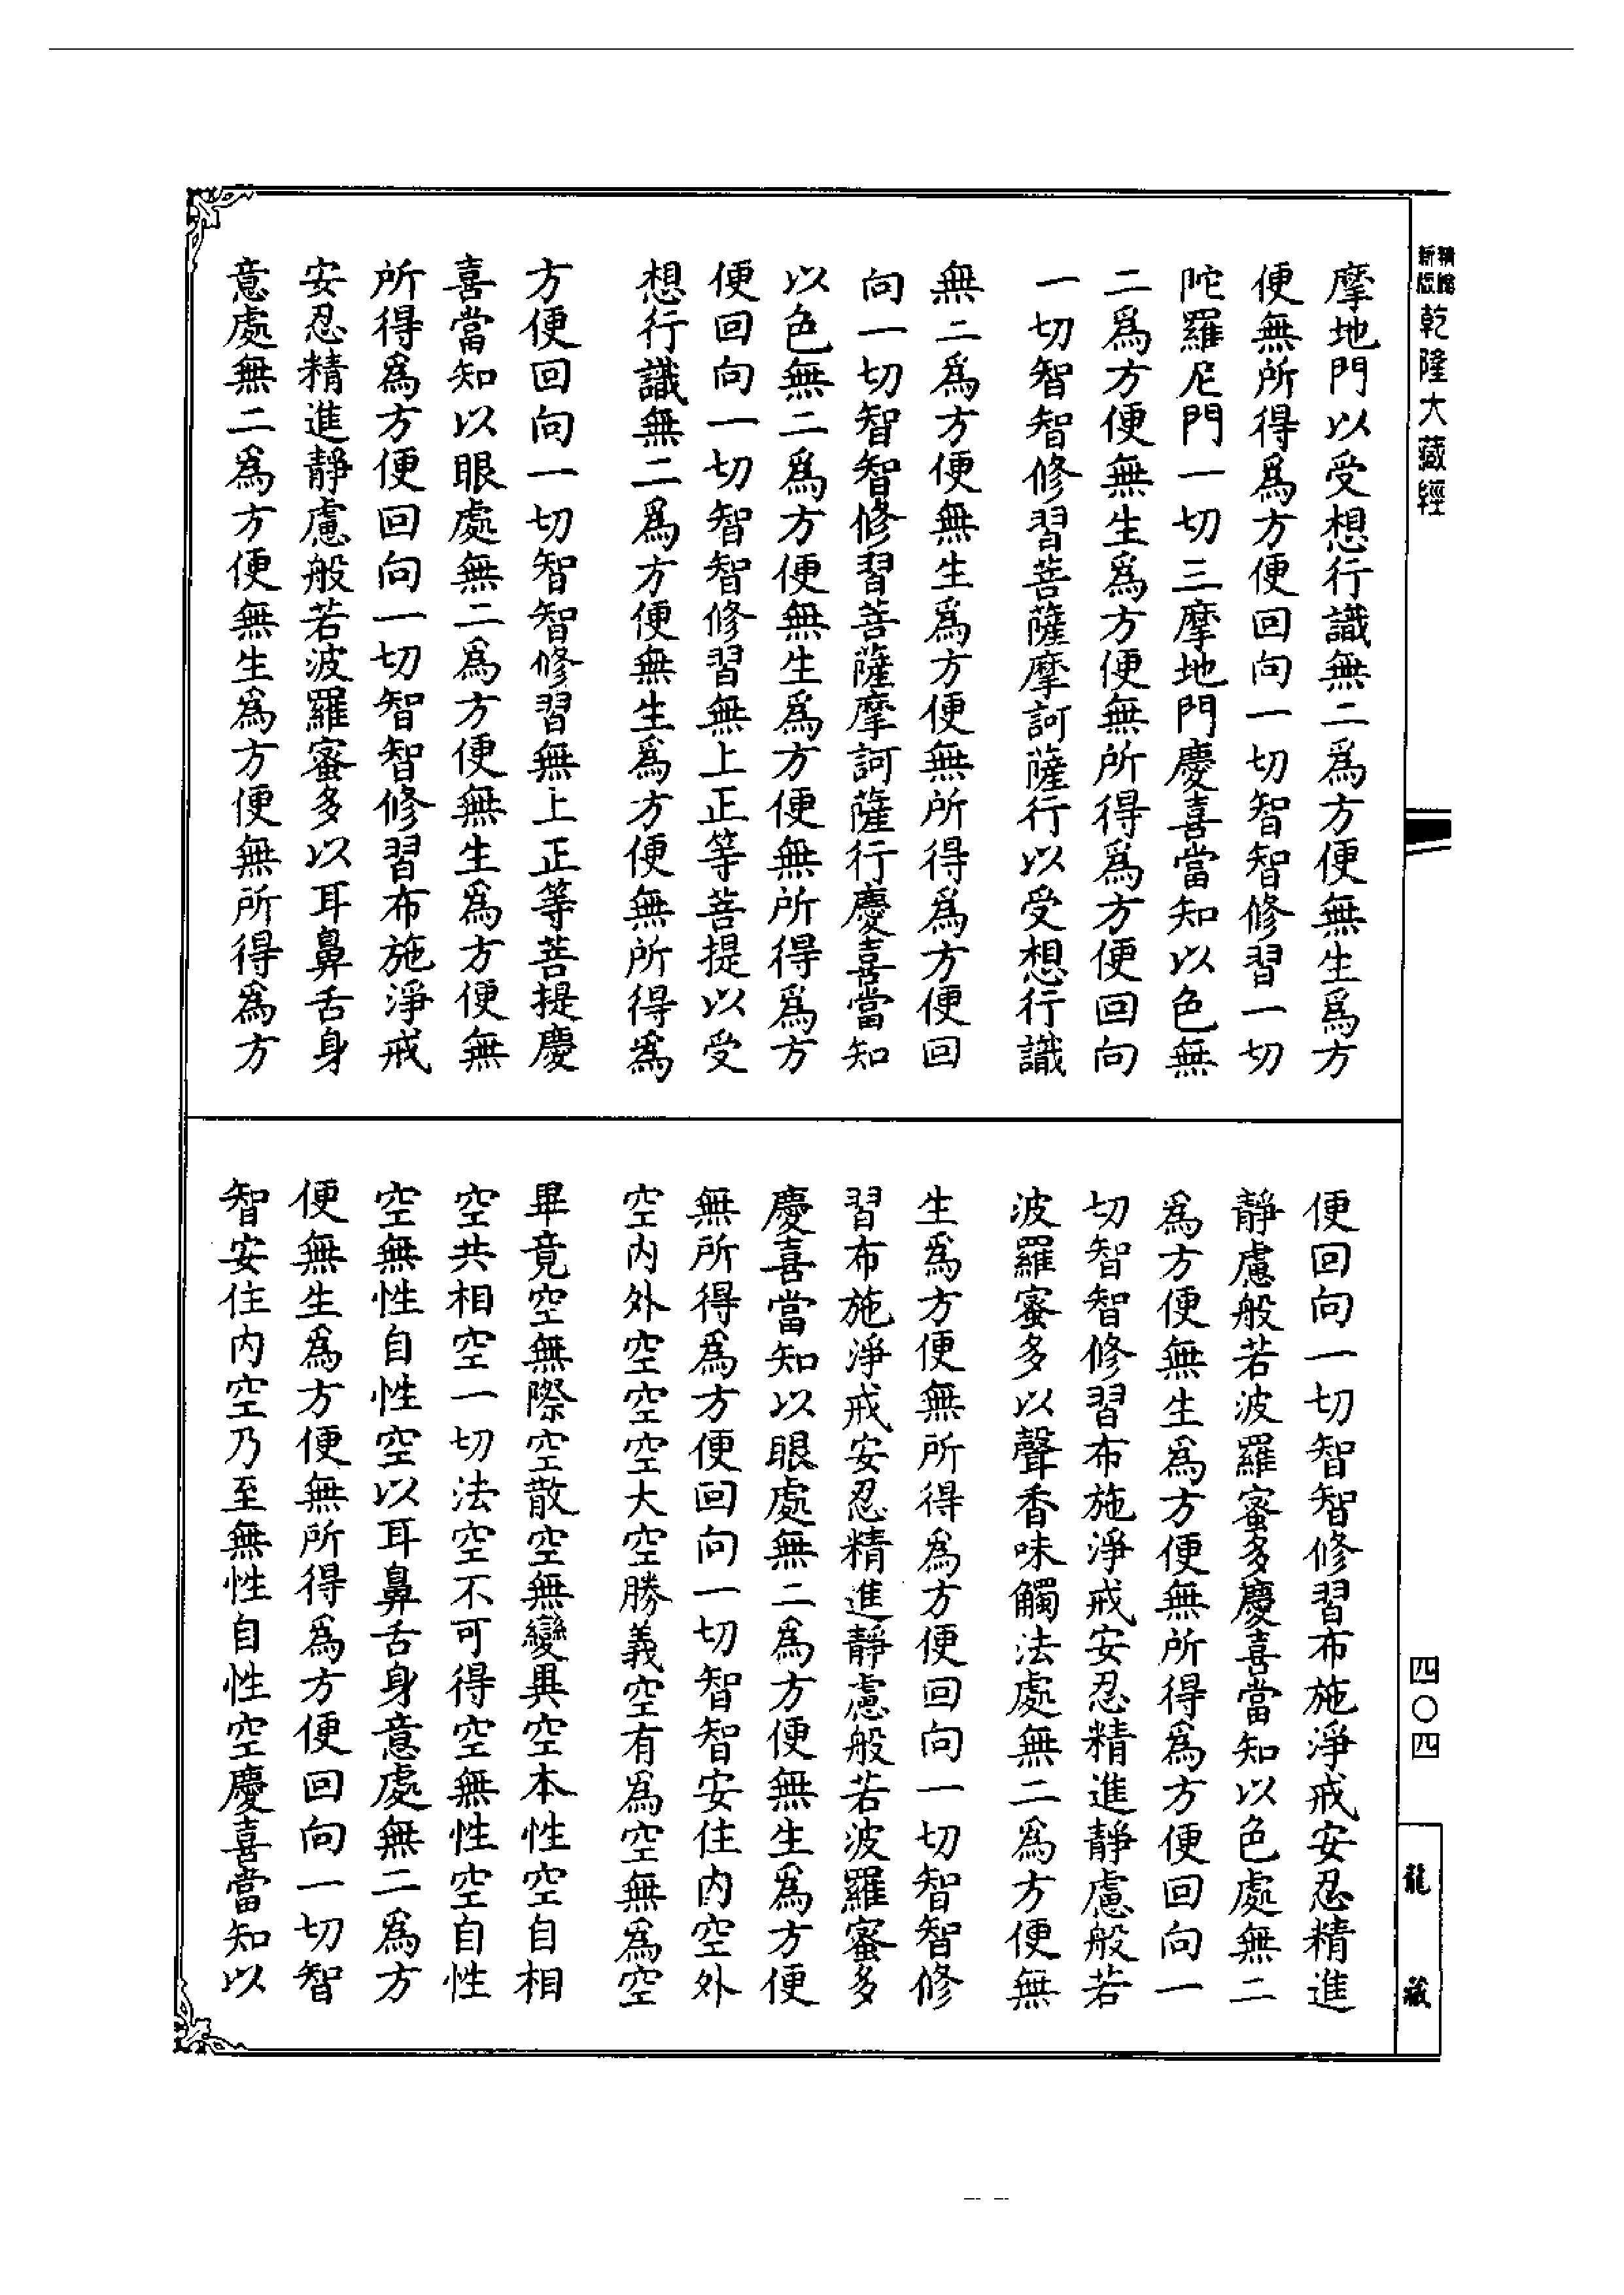 新版
精縮
乾隆大藏經
摩地門以受想行識無二爲方便無生爲方
便無所得爲方便回向一切智智修習一切
陀羅尼門一切三摩地門慶喜當知以色無
二爲方便無生爲方便無所得爲方便回向
一切智智修習菩薩摩訶薩行以受想行識
無二爲方便無生爲方便無所得爲方便回
向一切智智修習菩薩摩訶薩行慶喜當知
以色無二爲方便無生爲方便無所得爲方
便回向一切智智修習無上正等菩提以受
想行識無二爲方便無生爲方便無所得爲
方便回向一切智智修習無上正等菩提慶
喜當知以眼處無二爲方便無生爲方便無
所得爲方便回向一切智智修習布施淨戒
安忍精進靜慮般若波羅蜜多以耳鼻舌身
意處無二爲方便無生爲方便無所得爲方
便回向一切智智修習布施淨戒安忍精進
靜慮般若波羅蜜多慶喜當知以色處無二
爲方便無生爲方便無所得爲方便回向一
切智智修習布施淨戒安忍精進靜慮般若
波羅蜜多以聲香味觸法處無二爲方便無
生爲方便無所得爲方便回向一切智智修
習布施淨戒安忍精進靜慮般若波羅蜜多
慶喜當知以眼處無二爲方便無生爲方便
無所得爲方便回向一切智智安住內空外
空內外空空空大空勝義空有爲空無爲空
畢竟空無際空散空無變異空本性空自相
空共相空一切法空不可得空無性空自性
空無性自性空以耳鼻舌身意處無二爲方
便無生爲方便無所得爲方便回向一切智
智安住內空乃至無性自性空慶喜當知以
四〇四
龍藏